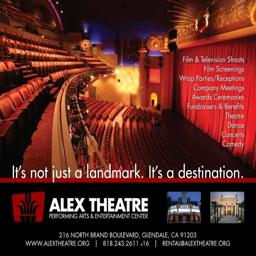 Film & Television Shoots
Film Screenings
Wrap Parties/Receptions
Company Meetings
Awards Ceremonies
Fundraisers & Benefits
Theatre
Dance
Concerts
Comedy
It's not just a landmark. It's a destination.
ALEX THEATRE
PERFORMING ARTS & ENTERTAINMENT CENTER
216 NORTH BRAND BOULEVARD, GLENDALE, CA 91203
WWW.ALEXTHEATRE.ORG | 818.243.2611 x16 | RENTAL@ALEXTHEATRE.ORG